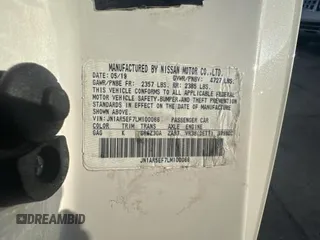 MANUFACTURED BY NISSAN MOTOR CO.,LTD.
DATE: 05/19 GVWR/PNBV: 4727 LBS.
GAWR/PNBE FR: 2357 LBS. RR: 2385 LBS.
THIS VEHICLE CONFORMS TO ALL APPLICABLE FEDERAL
MOTOR VEHICLE SAFETY,BUMPER,AND THEFT PREVENTION
STANDARDS IN EFFECT ON THE DATE OF MANUFACTURE
SHOWN ABOVE.
VIN: PASSENGER CAR
COLOR TRIM TRANS AXLE ENGINE
DREAMBID